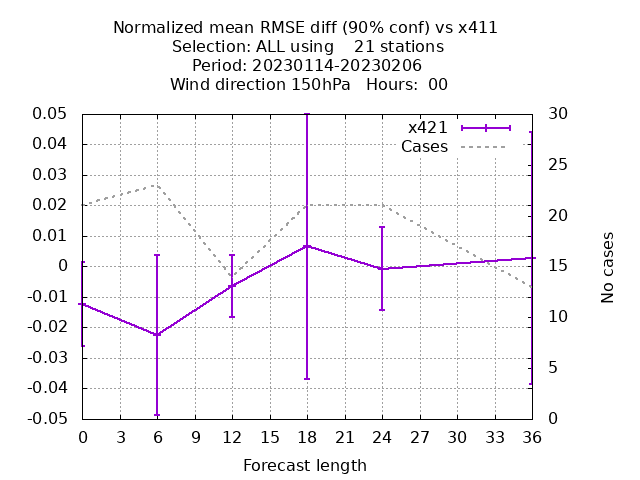 Normalized mean RMSE diff (90% conf) vs x411
Selection: ALL using    21 stations
Period: 20230114-20230206
Wind direction 150hPa   Hours:  00
0.05
0.04
0.03
0.02
0.01
0
-0.01
-0.02
-0.03
-0.04
-0.05
x421
Cases
30
25
20
15
10
5
0
No cases
0 3 6 9 12 15 18 21 24 27 30 33 36
Forecast length